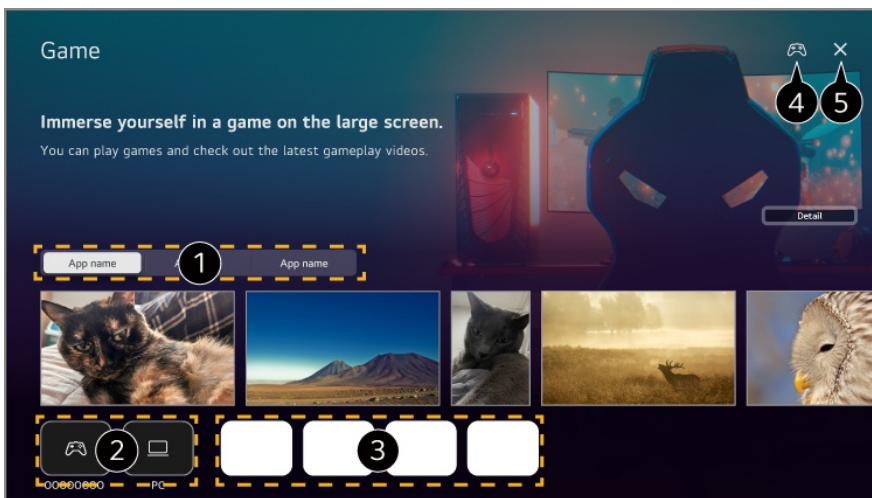 Game
4
5
Immerse yourself in a game on the large screen.
You can play games and check out the latest gameplay videos.
Detail
App name
1
App name
2
3
OOOOOOOO
PC